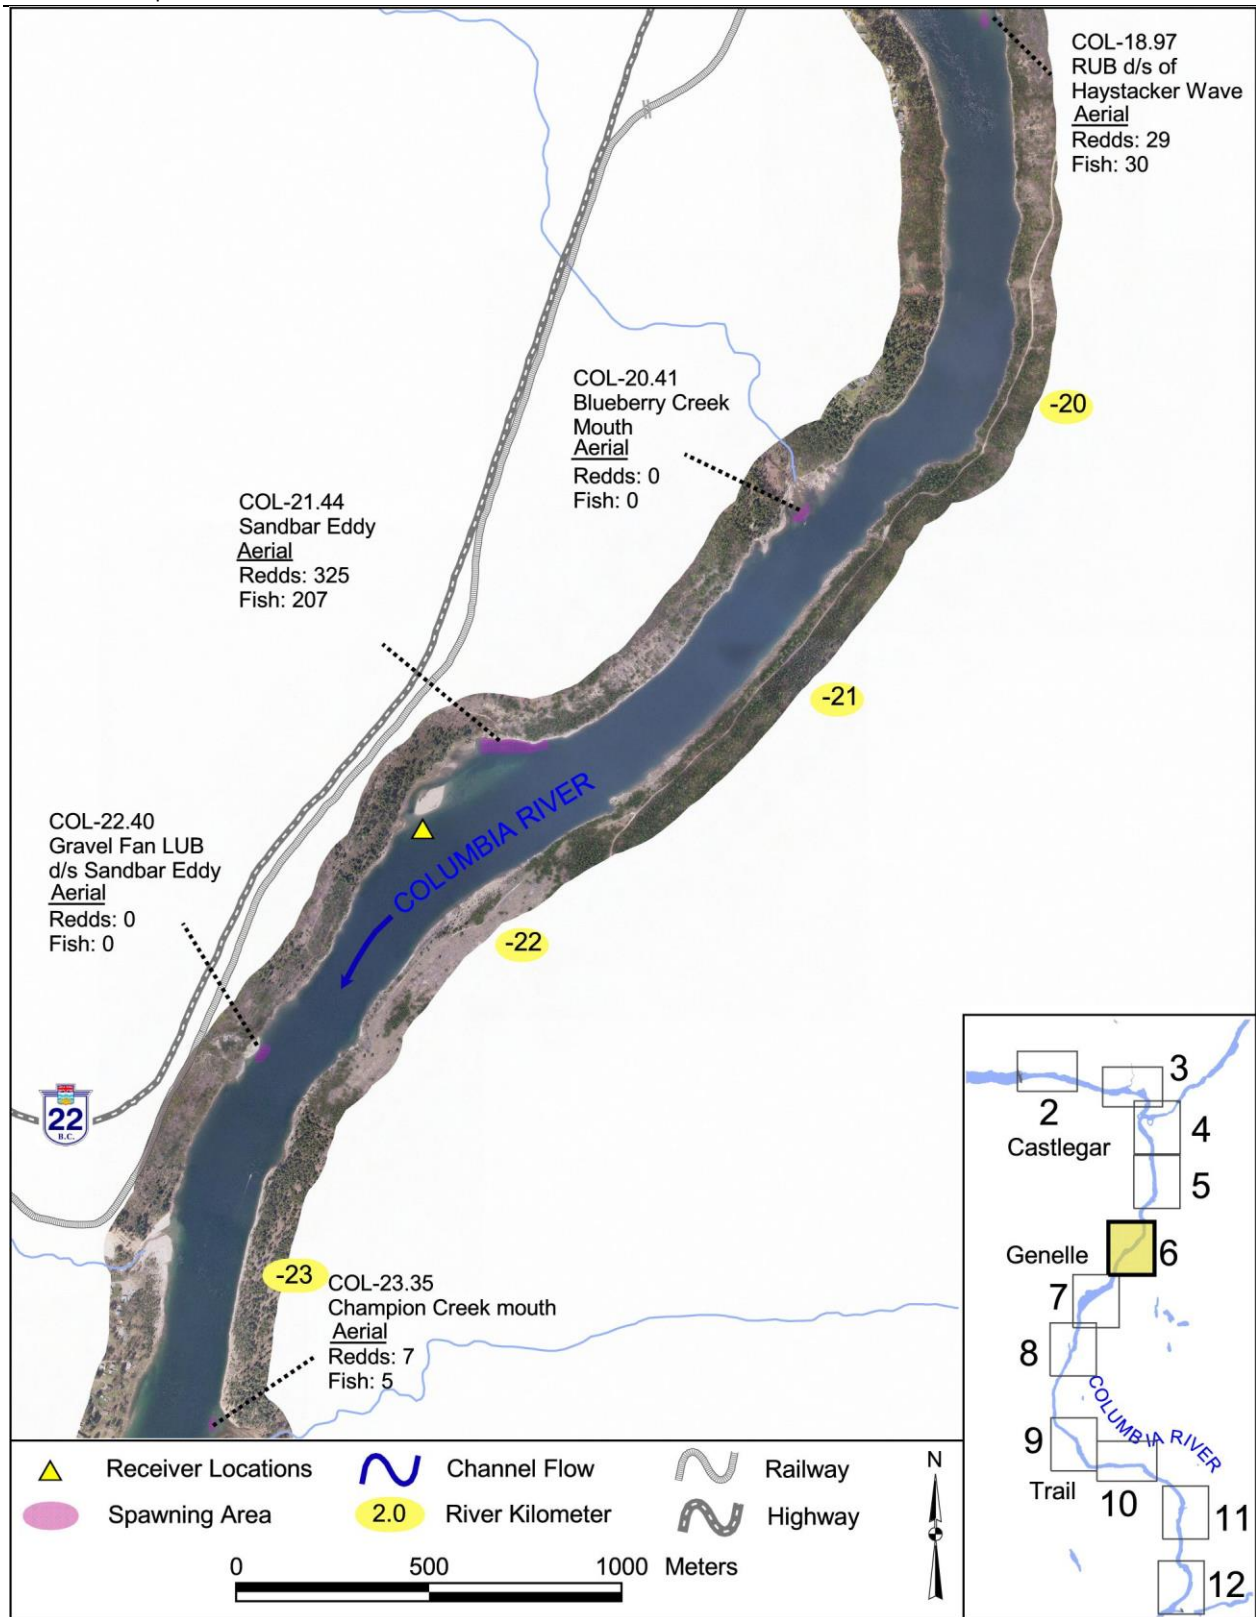 COL-18.97
RUB d/s of
Haystacker Wave
Aerial
Redds: 29
Fish: 30
COL-20.41
Blueberry Creek
Mouth
Aerial
Redds: 0
Fish: 0
-20
COL-21.44
Sandbar Eddy
Aerial
Redds: 325
Fish: 207
-21
COLUMBIA RIVER
COL-22.40
Gravel Fan LUB
d/s Sandbar Eddy
Aerial
Redds: 0
Fish: 0
-22
22
B.C.
-23
COL-23.35
Champion Creek mouth
Aerial
Redds: 7
Fish: 5
2
3
Castlegar
4
5
Genelle
6
7
8
COLUMBIA RIVER
9
Trail
10
11
12
Receiver Locations
Channel Flow
Railway
Spawning Area
2.0
River Kilometer
Highway
N
0 500 1000 Meters